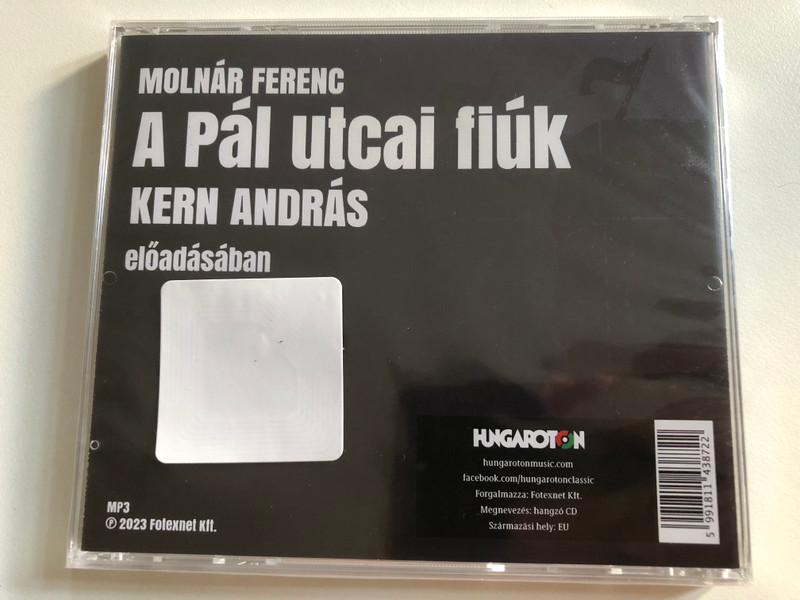 MOLNÁR FERENC
A Pál utcai fiúk
KERN ANDRÁS
előadásában
HUNGAROTON
hungarotonmusic.com
facebook.com/hungarotonclassic
Forgalmazza: Fotexnet Kft.
Megnevezés: hangzó CD
Származási hely: EU
5 991811 438722
MP3
℗ 2023 Fotexnet Kft.